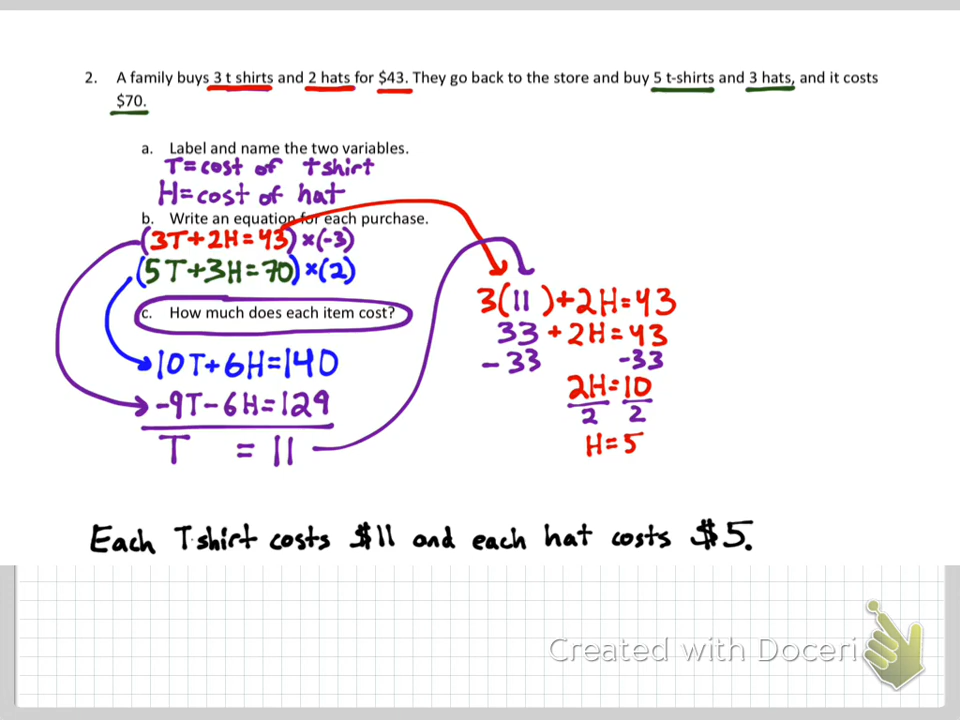 2. A family buys 3 t shirts and 2 hats for $43. They go back to the store and buy 5 t-shirts and 3 hats, and it costs
$70.
a. Label and name the two variables.
T=cost of tshirt
H=cost of hat
b. Write an equation for each purchase.
(3T+2H=43)×(-3)
(5T+3H=70)×(2)
c. How much does each item cost?
10T+6H=140
-9T-6H=129
T = 11
3(11)+2H=43
33+2H=43
-33 -33
2H=10
2 2
H=5
Each T-shirt costs $11 and each hat costs $5.
Created with Doceri